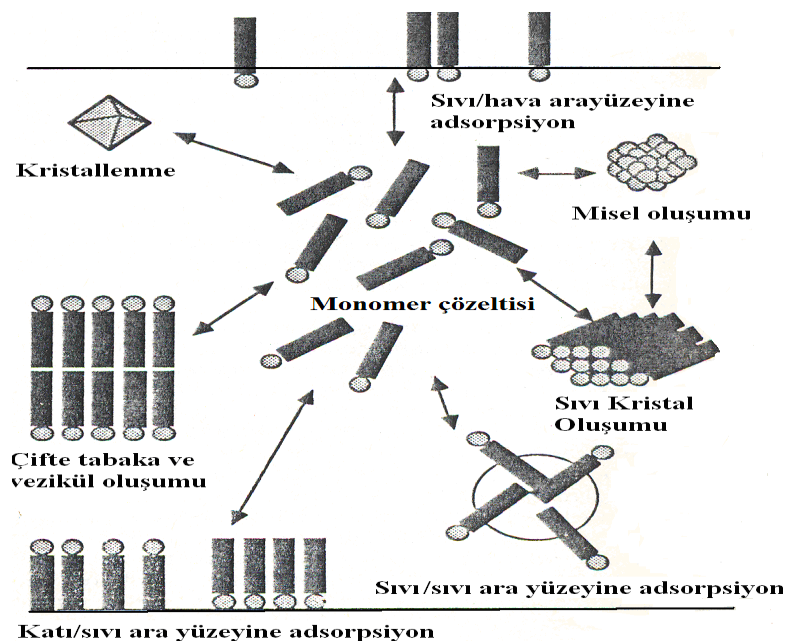 Sıvı/hava arayüzeyine
adsorpsiyon
Kristallenme
Misel oluşumu
Monomer çözeltisi
Sıvı Kristal
Oluşumu
Çifte tabaka ve
vezikül oluşumu
Sıvı/sıvı ara yüzeyine adsorpsiyon
Katı/sıvı ara yüzeyine adsorpsiyon